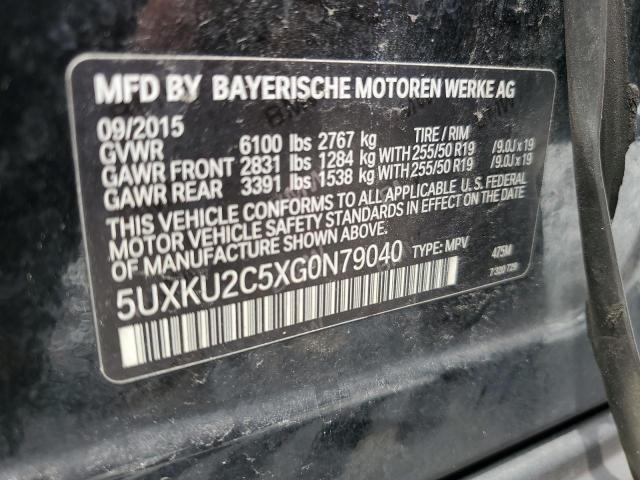 MFD BY BAYERISCHE MOTOREN WERKE AG
09/2015 TIRE / RIM
GVWR 6100 lbs 2767 kg
GAWR FRONT 2831 lbs 1284 kg WITH 255/50 R19 /9.0J x 19
GAWR REAR 3391 lbs 1538 kg WITH 255/50 R19 /9.0J x 19
THIS VEHICLE CONFORMS TO ALL APPLICABLE U.S. FEDERAL
MOTOR VEHICLE SAFETY STANDARDS IN EFFECT ON THE DATE
OF MANUFACTURE SHOWN ABOVE.
5UXKU2C5XG0N79040 TYPE: MPV 475M
7 320 729